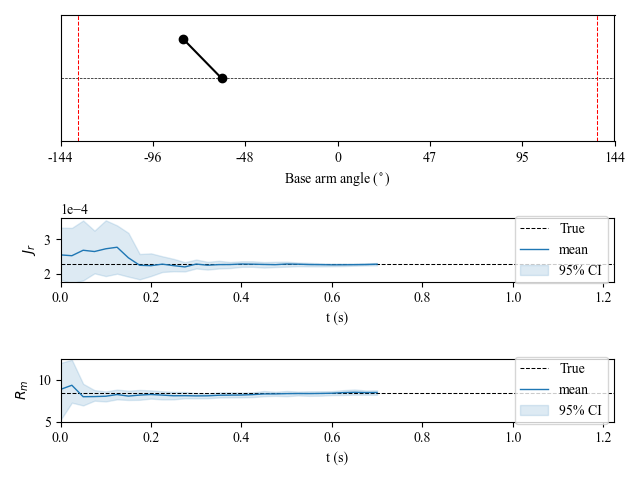 -144 -96 -48 0 47 95 144
Base arm angle (°)
1e−4
3
2
J_r
True
mean
95% CI
0.0 0.2 0.4 0.6 0.8 1.0 1.2
t (s)
10
5
R_m
True
mean
95% CI
0.0 0.2 0.4 0.6 0.8 1.0 1.2
t (s)